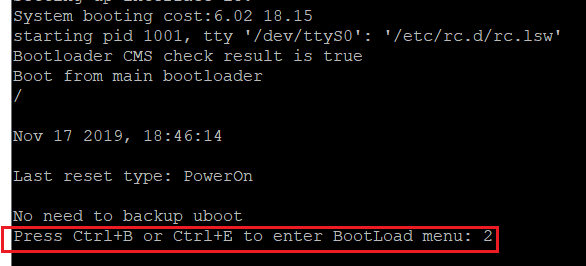 System booting cost:6.02 18.15
starting pid 1001, tty '/dev/ttyS0': '/etc/rc.d/rc.lsw'
Bootloader CMS check result is true
Boot from main bootloader
/
Nov 17 2019, 18:46:14
Last reset type: PowerOn
No need to backup uboot
Press Ctrl+B or Ctrl+E to enter BootLoad menu: 2